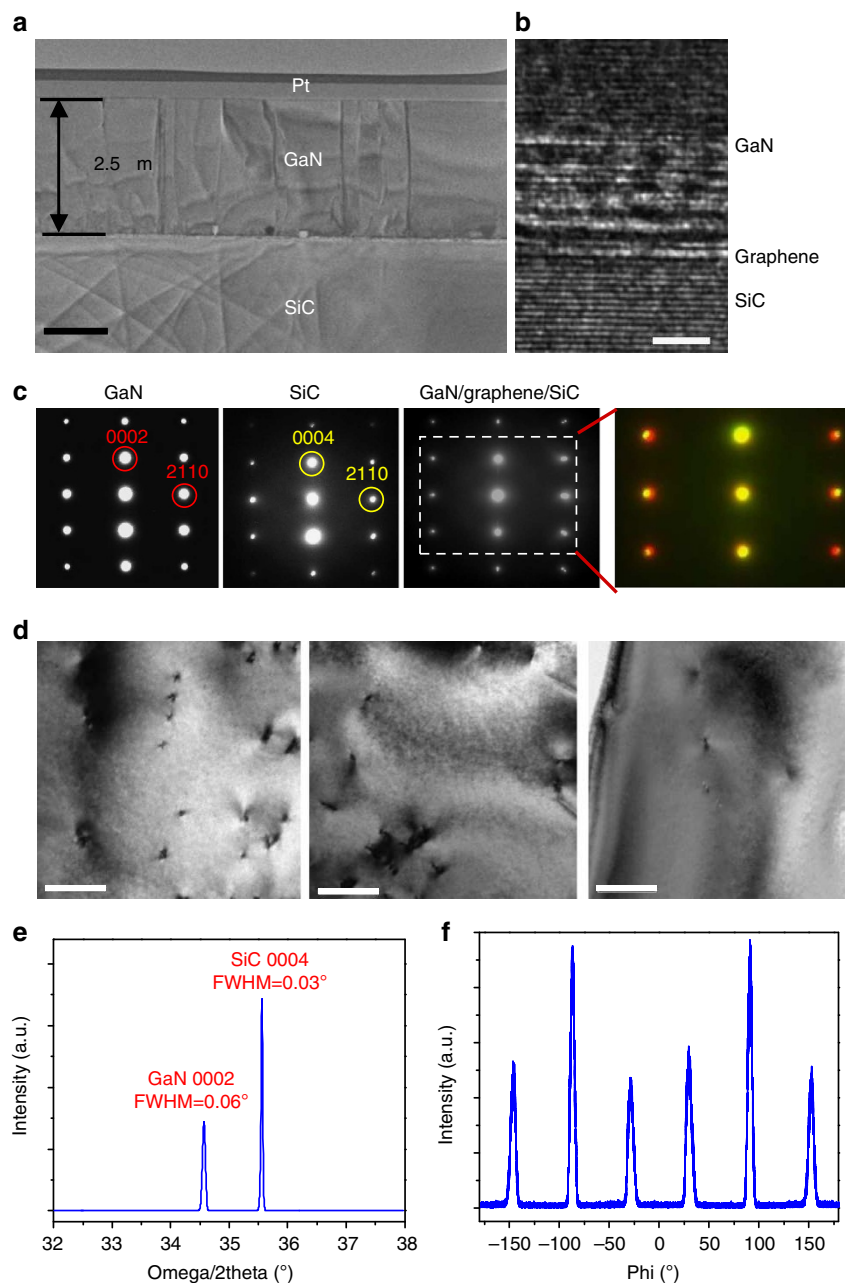 a
Pt
2.5 m
GaN
SiC
b
GaN
Graphene
SiC
c
GaN
SiC
GaN/graphene/SiC
0002
2110
0004
2110
d
e
SiC 0004
FWHM=0.03°
GaN 0002
FWHM=0.06°
Intensity (a.u.)
32 33 34 35 36 37 38
Omega/2theta (°)
f
Intensity (a.u.)
−150 −100 −50 0 50 100 150
Phi (°)